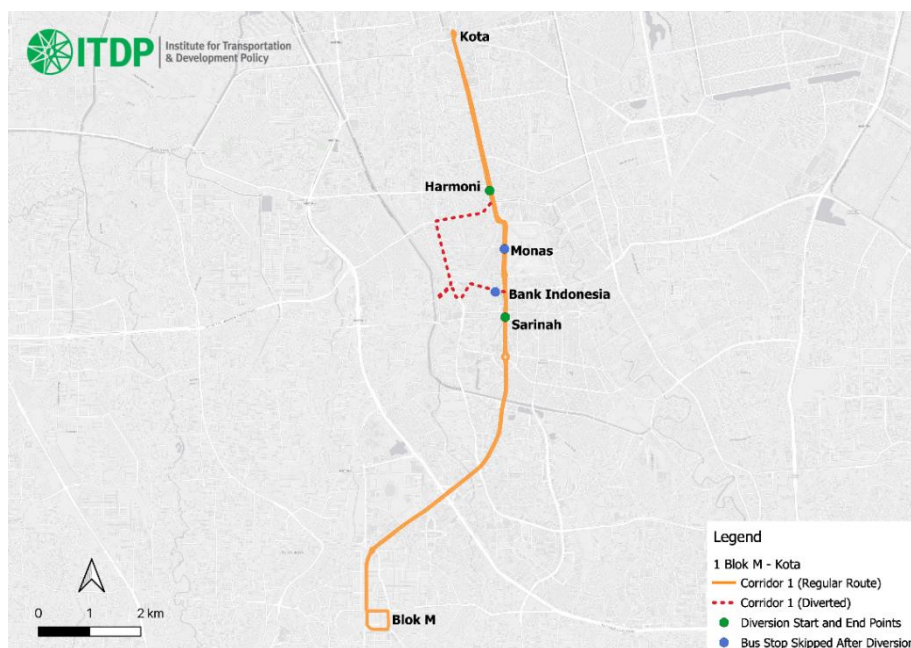 ITDP
Institute for Transportation
& Development Policy
Kota
Harmoni
Monas
Bank Indonesia
Sarinah
Blok M
0 1 2 km
Legend
1 Blok M - Kota
Corridor 1 (Regular Route)
Corridor 1 (Diverted)
Diversion Start and End Points
Bus Stop Skipped After Diversion